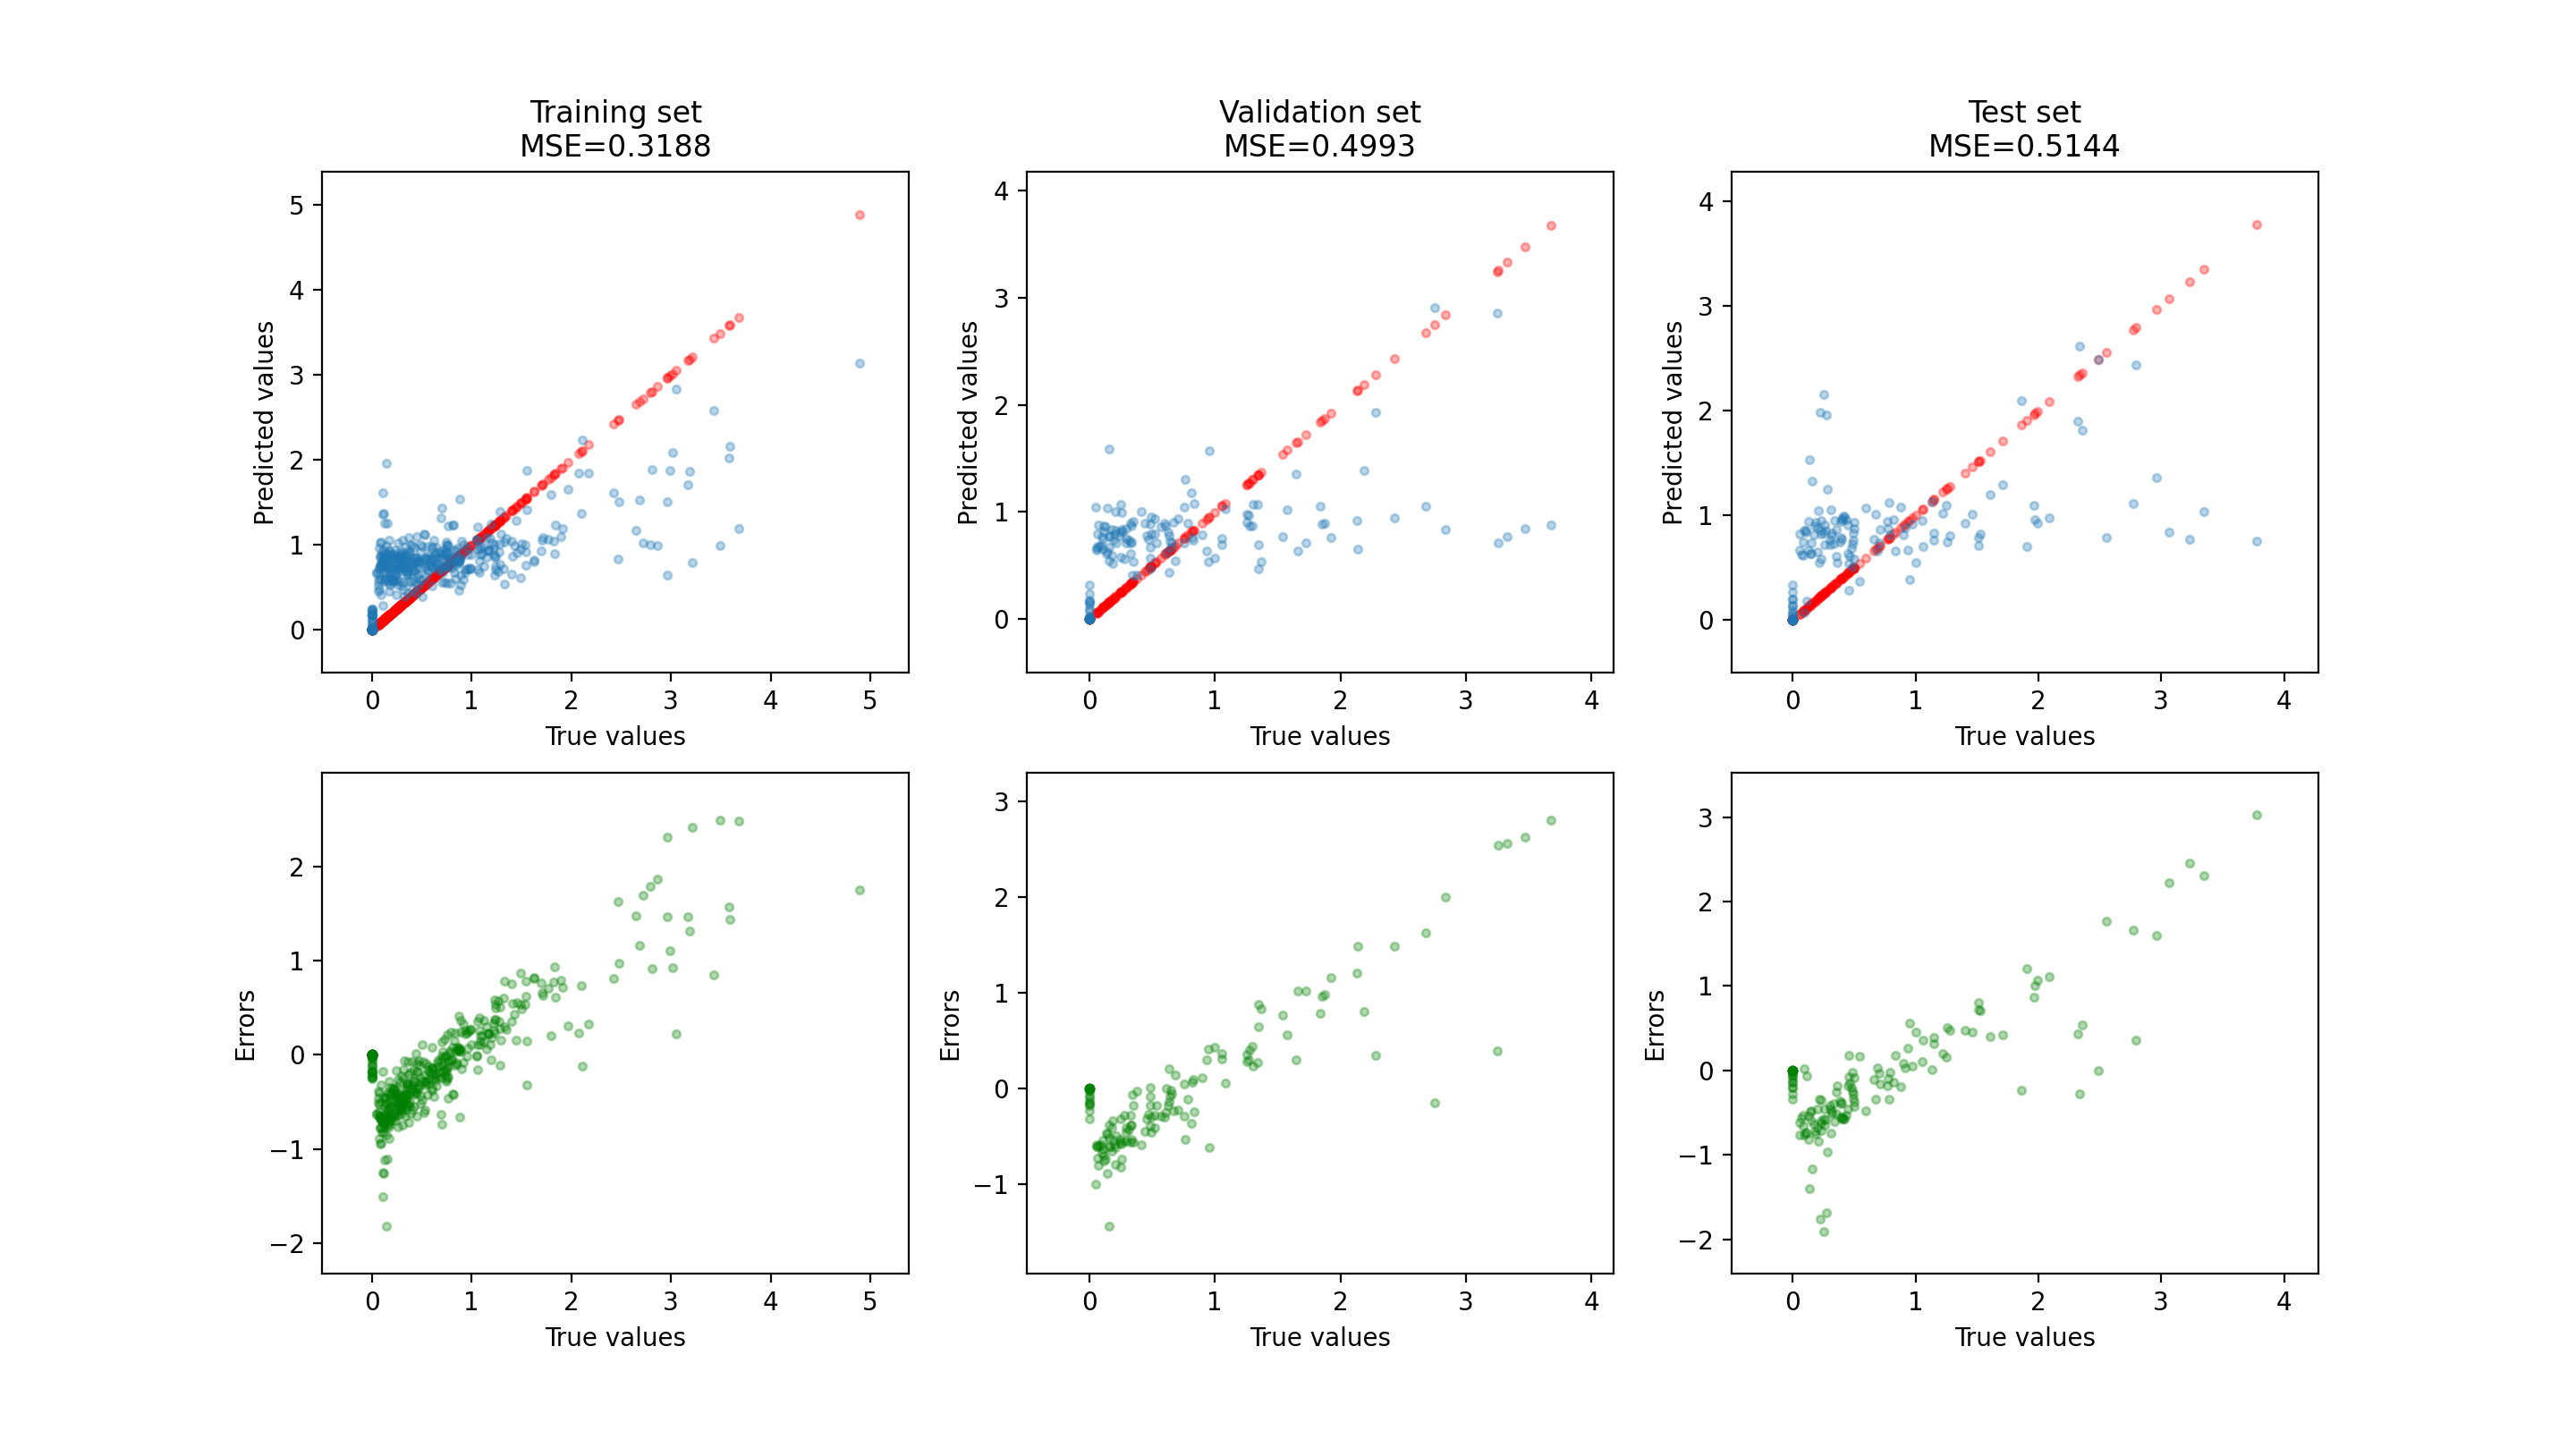 Training set
MSE=0.3188
Validation set
MSE=0.4993
Test set
MSE=0.5144
Predicted values
5
4
3
2
1
0
0 1 2 3 4 5
True values
Predicted values
4
3
2
1
0
0 1 2 3 4
True values
Predicted values
4
3
2
1
0
0 1 2 3 4
True values
Errors
2
1
0
−1
−2
0 1 2 3 4 5
True values
Errors
3
2
1
0
−1
0 1 2 3 4
True values
Errors
3
2
1
0
−1
−2
0 1 2 3 4
True values